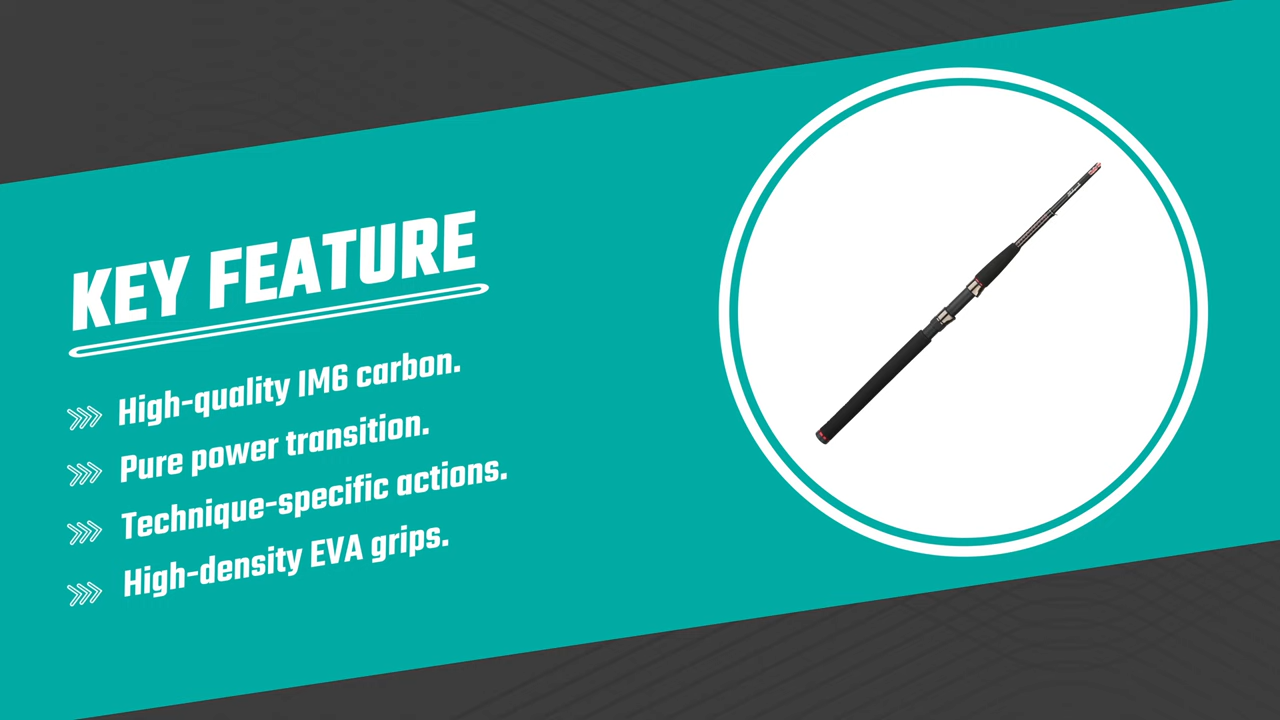 KEY FEATURE
High-quality IM6 carbon.
Pure power transition.
Technique-specific actions.
High-density EVA grips.